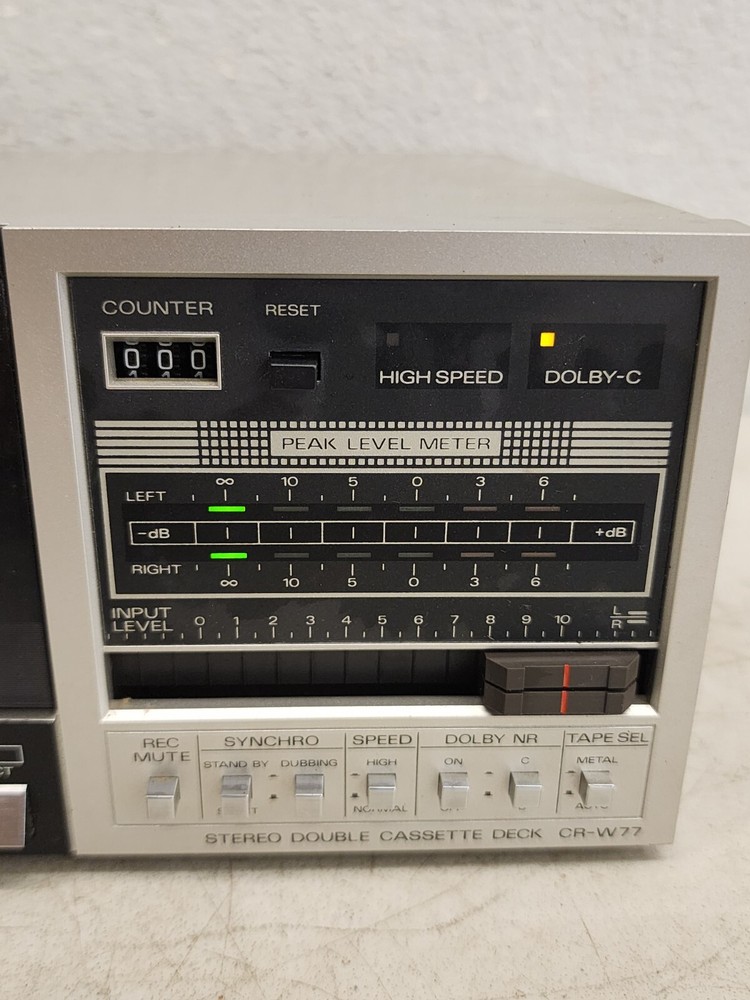 COUNTER RESET
000
HIGH SPEED DOLBY-C
PEAK LEVEL METER
LEFT ∞ 10 5 0 3 6
-dB +dB
RIGHT ∞ 10 5 0 3 6
INPUT LEVEL 0 1 2 3 4 5 6 7 8 9 10 L R
REC MUTE SYNCHRO SPEED DOLBY NR TAPE SEL
STAND BY DUBBING HIGH ON C METAL
NORMAL OFF AUTO
STEREO DOUBLE CASSETTE DECK CR-W77